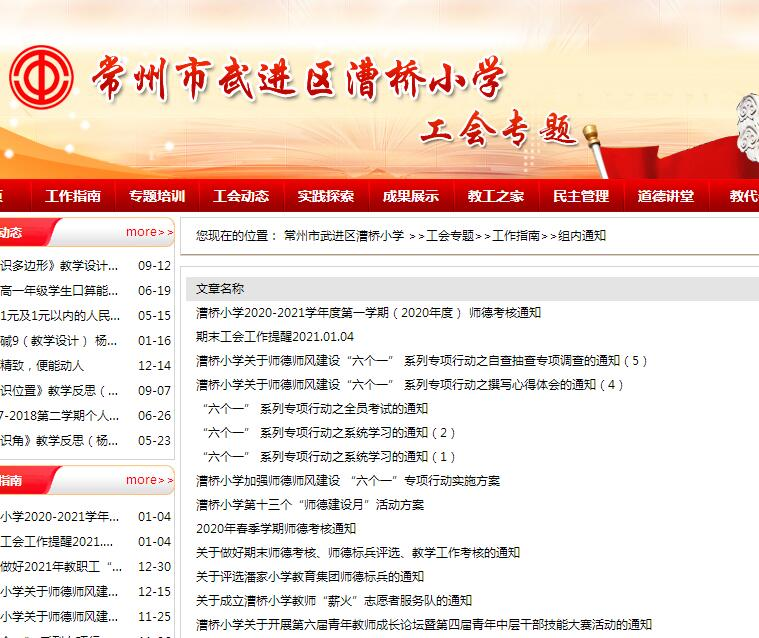 常州市武进区漕桥小学
工会专题
页 工作指南 专题培训 工会动态 实践探索 成果展示 教工之家 民主管理 道德讲堂 教代
动态 more>>
识多边形》教学设计... 09-12
高一年级学生口算能... 06-19
1元及1元以内的人民... 05-15
碱9（教学设计） 杨... 01-16
精致，便能动人 12-14
识位置》教学反思（... 09-07
7-2018第二学期个人... 06-26
识角》教学反思（杨... 05-23
指南 more>>
小学2020-2021学年... 01-04
工会工作提醒2021.... 01-04
做好2021年教职工“... 12-30
小学关于师德师风建... 12-15
小学关于师德师风建... 11-25
您现在的位置： 常州市武进区漕桥小学 >>工会专题>>工作指南>>组内通知
文章名称
漕桥小学2020-2021学年度第一学期（2020年度） 师德考核通知
期末工会工作提醒2021.01.04
漕桥小学关于师德师风建设“六个一” 系列专项行动之自查抽查专项调查的通知（5）
漕桥小学关于师德师风建设“六个一” 系列专项行动之撰写心得体会的通知（4）
“六个一” 系列专项行动之全员考试的通知
“六个一” 系列专项行动之系统学习的通知（2）
“六个一” 系列专项行动之系统学习的通知（1）
漕桥小学加强师德师风建设 “六个一”专项行动实施方案
漕桥小学第十三个“师德建设月”活动方案
2020年春季学期师德考核通知
关于做好期末师德考核、师德标兵评选、教学工作考核的通知
关于评选潘家小学教育集团师德标兵的通知
关于成立漕桥小学教师“薪火”志愿者服务队的通知
漕桥小学关于开展第六届青年教师成长论坛暨第四届青年中层干部技能大赛活动的通知